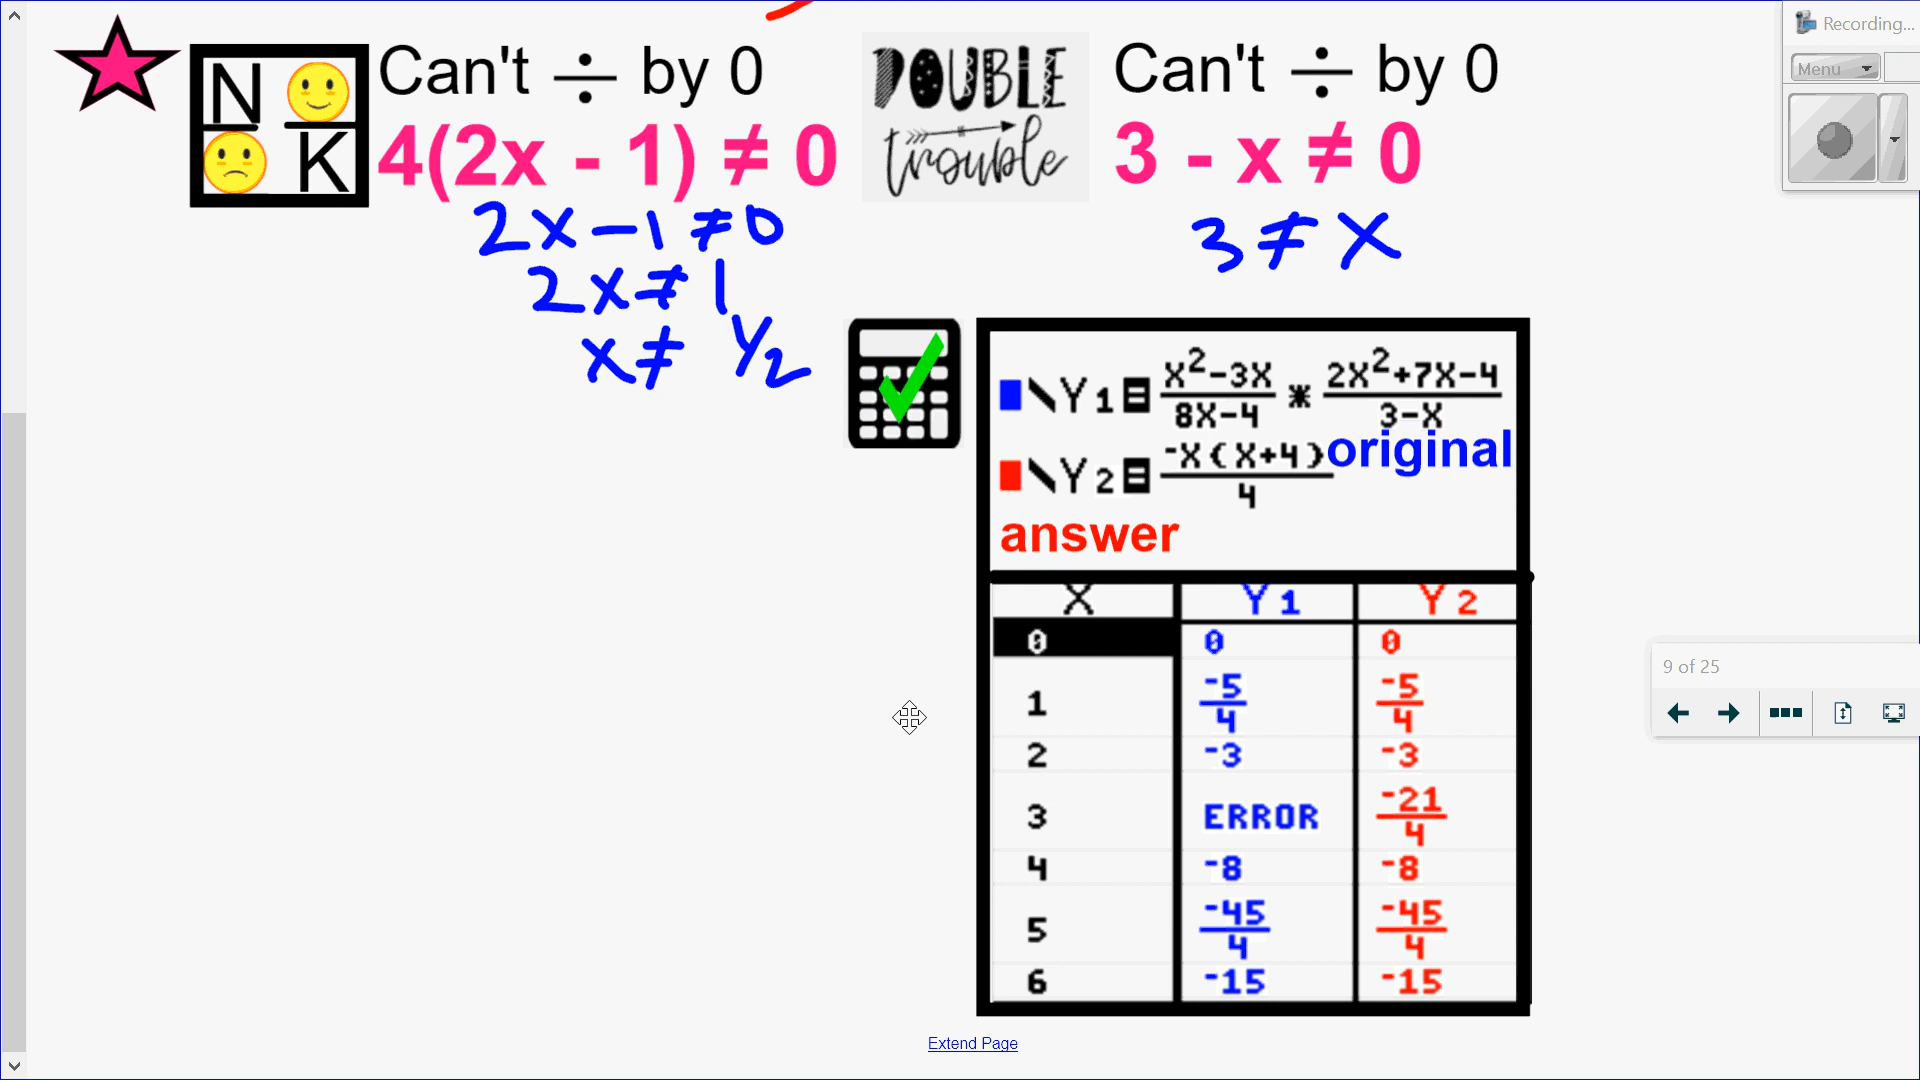 Recording...
Menu
N
K
Can't ÷ by 0
4(2x - 1) ≠ 0
2x-1≠0
2x≠1
x≠ 1/2
DOUBLE
trouble
Can't ÷ by 0
3 - x ≠ 0
3≠x
\Y1=(X²-3X)/(8X-4) * (2X²+7X-4)/(3-X)
original
\Y2=(-X(X+4))/4
answer
X Y1 Y2
0 0 0
1 -5/4 -5/4
2 -3 -3
3 ERROR -21/4
4 -8 -8
5 -45/4 -45/4
6 -15 -15
9 of 25
Extend Page